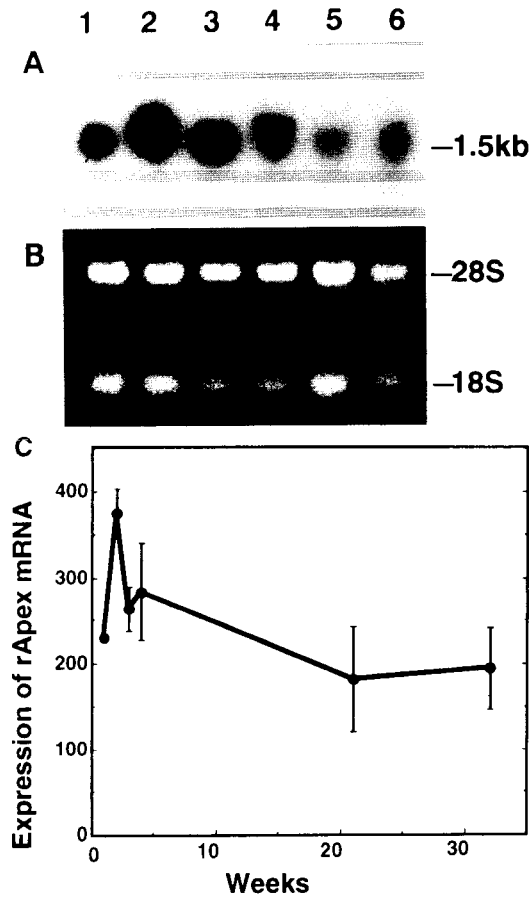 1 2 3 4 5 6
A
–1.5kb
B
–28S
–18S
C
400
300
200
100
0
Expression of rApex mRNA
0 10 20 30
Weeks